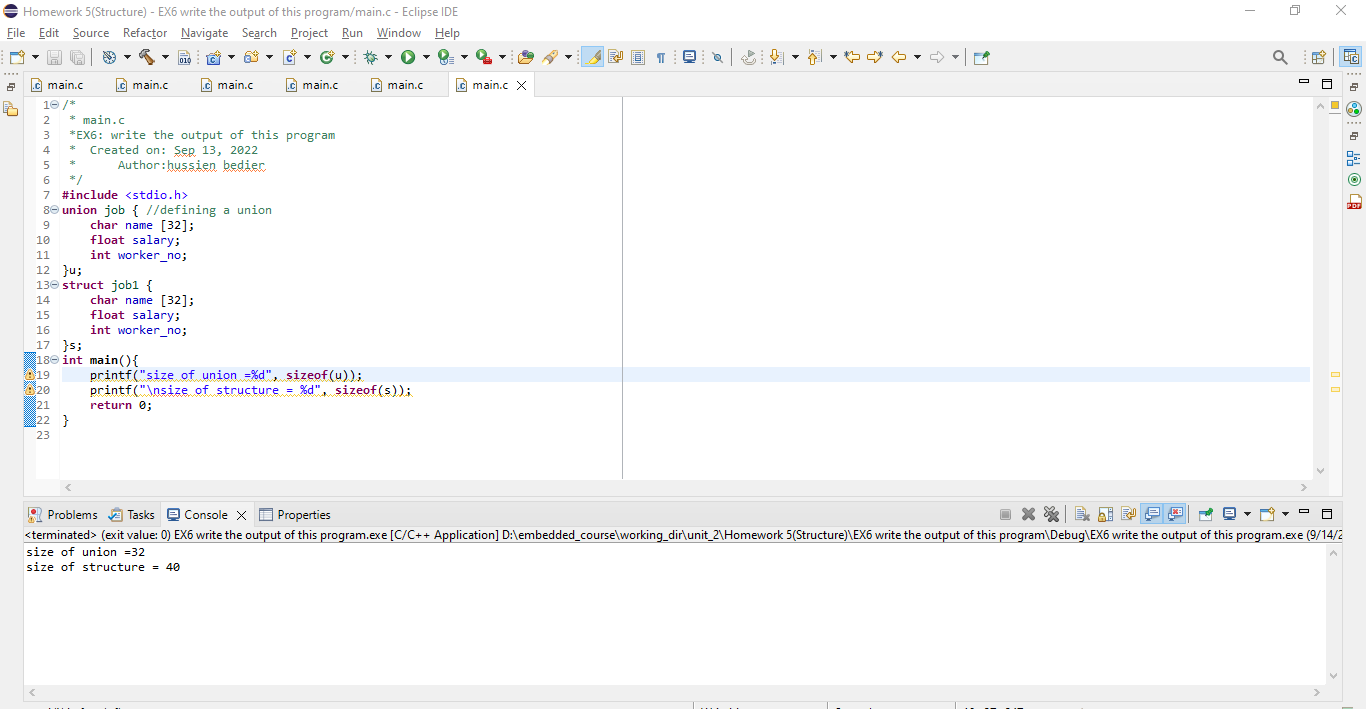 Homework 5(Structure) - EX6 write the output of this program/main.c - Eclipse IDE
File Edit Source Refactor Navigate Search Project Run Window Help
010
main.c main.c main.c main.c main.c main.c
1 /*
2 * main.c
3 *EX6: write the output of this program
4 * Created on: Sep 13, 2022
5 * Author:hussien bedier
6 */
7 #include <stdio.h>
8 union job { //defining a union
9 char name [32];
10 float salary;
11 int worker_no;
12 }u;
13 struct job1 {
14 char name [32];
15 float salary;
16 int worker_no;
17 }s;
18 int main(){
19 printf("size of union =%d", sizeof(u));
20 printf("\nsize of structure = %d", sizeof(s));
21 return 0;
22 }
23
PDF
Problems Tasks Console Properties
<terminated> (exit value: 0) EX6 write the output of this program.exe [C/C++ Application] D:\embedded_course\working_dir\unit_2\Homework 5(Structure)\EX6 write the output of this program\Debug\EX6 write the output of this program.exe (9/14/2
size of union =32
size of structure = 40